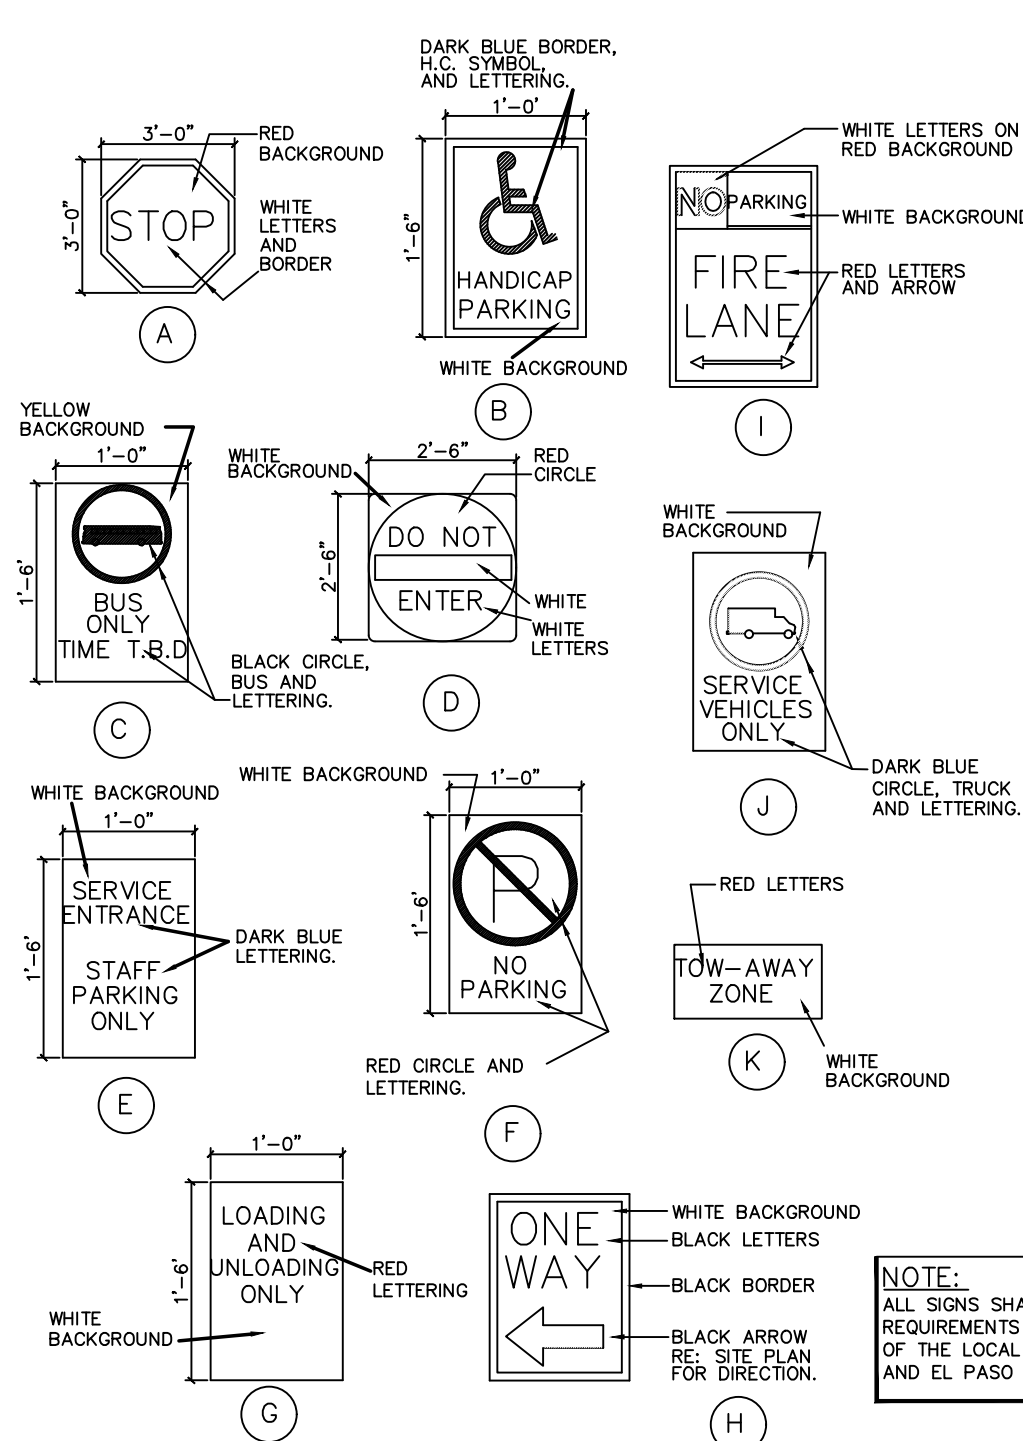 3'-0"
3'-0"
STOP
RED
BACKGROUND
WHITE
LETTERS
AND
BORDER
A
DARK BLUE BORDER,
H.C. SYMBOL,
AND LETTERING.
1'-0'
1'-6"
HANDICAP
PARKING
WHITE BACKGROUND
B
NO PARKING
FIRE
LANE
WHITE LETTERS ON
RED BACKGROUND
WHITE BACKGROUND
RED LETTERS
AND ARROW
I
YELLOW
BACKGROUND
1'-0"
1'-6'
BUS
ONLY
TIME T.B.D
BLACK CIRCLE,
BUS AND
LETTERING.
C
WHITE
BACKGROUND
2'-6"
2'-6"
RED
CIRCLE
DO NOT
ENTER
WHITE
WHITE
LETTERS
D
WHITE
BACKGROUND
SERVICE
VEHICLES
ONLY
DARK BLUE
CIRCLE, TRUCK
AND LETTERING.
J
WHITE BACKGROUND
1'-0"
1'-6'
SERVICE
ENTRANCE
STAFF
PARKING
ONLY
DARK BLUE
LETTERING.
E
WHITE BACKGROUND
1'-0"
1'-6"
P
NO
PARKING
RED CIRCLE AND
LETTERING.
F
RED LETTERS
TOW-AWAY
ZONE
WHITE
BACKGROUND
K
1'-0"
1'-6'
LOADING
AND
UNLOADING
ONLY
RED
LETTERING
WHITE
BACKGROUND
G
ONE
WAY
WHITE BACKGROUND
BLACK LETTERS
BLACK BORDER
BLACK ARROW
RE: SITE PLAN
FOR DIRECTION.
H
NOTE:
ALL SIGNS SHA
REQUIREMENTS
OF THE LOCAL
AND EL PASO